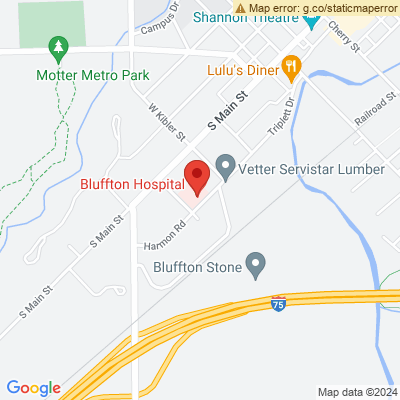 Map error: g.co/staticmaperror
Shannon Theatre
Campus Dr
Cherry St
Motter Metro Park
Lulu's Diner
W Kibler St
S Main St
Triplett Dr
Railroad St
Vetter Servistar Lumber
Bluffton Hospital
S Main St
Harmon Rd
Bluffton Stone
75
Google
Map data ©2024